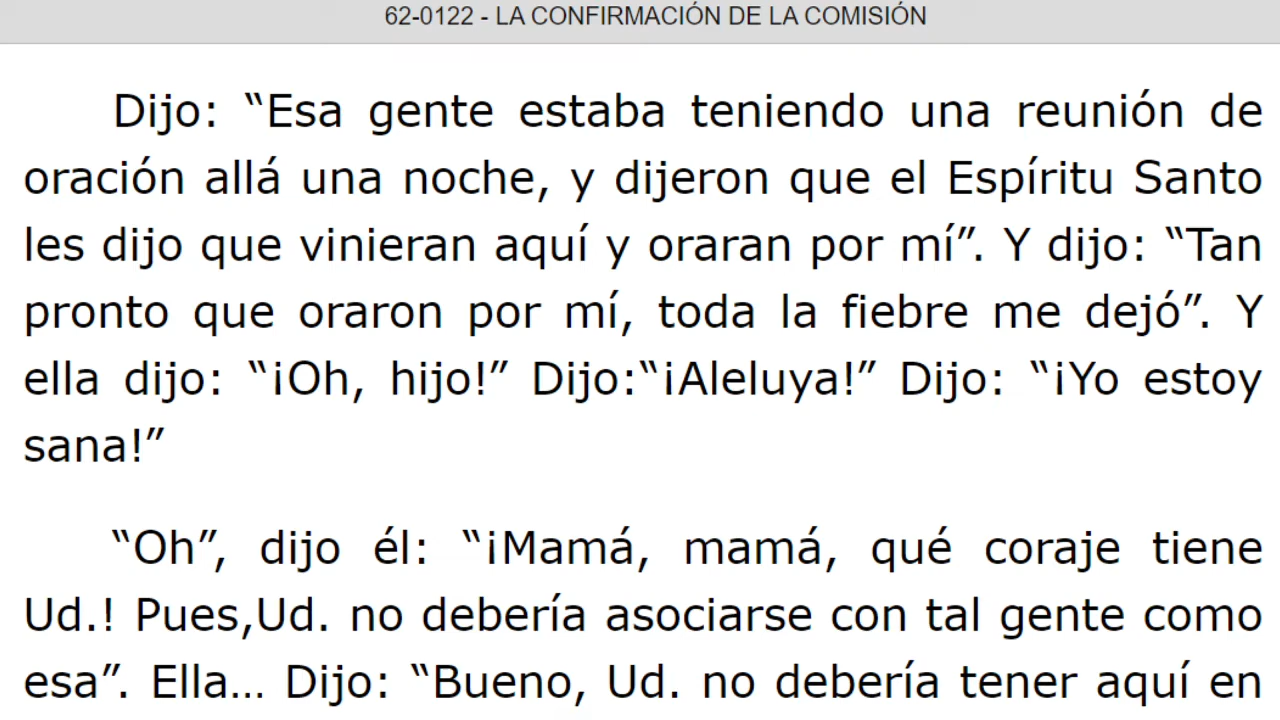 62-0122 - LA CONFIRMACIÓN DE LA COMISIÓN
Dijo: “Esa gente estaba teniendo una reunión de
oración allá una noche, y dijeron que el Espíritu Santo
les dijo que vinieran aquí y oraran por mí”. Y dijo: “Tan
pronto que oraron por mí, toda la fiebre me dejó”. Y
ella dijo: “¡Oh, hijo!” Dijo:“¡Aleluya!” Dijo: “¡Yo estoy
sana!”
“Oh”, dijo él: “¡Mamá, mamá, qué coraje tiene
Ud.! Pues,Ud. no debería asociarse con tal gente como
esa”. Ella… Dijo: “Bueno, Ud. no debería tener aquí en